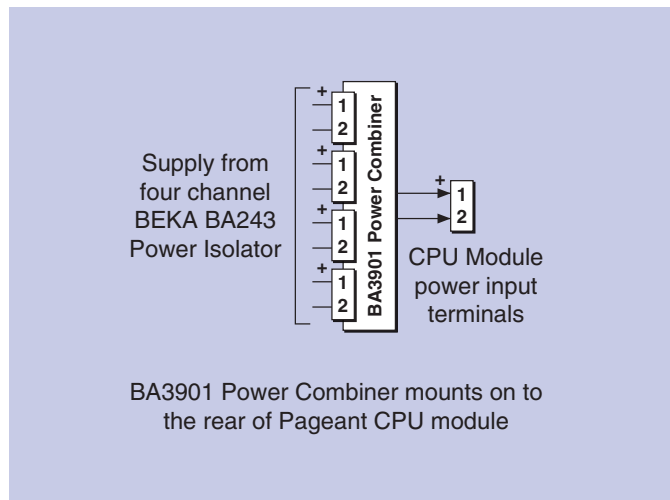 Supply from
four channel
BEKA BA243
Power Isolator
+
1
2
+
1
2
+
1
2
+
1
2
BA3901 Power Combiner
+
1
2
CPU Module
power input
terminals
BA3901 Power Combiner mounts on to
the rear of Pageant CPU module